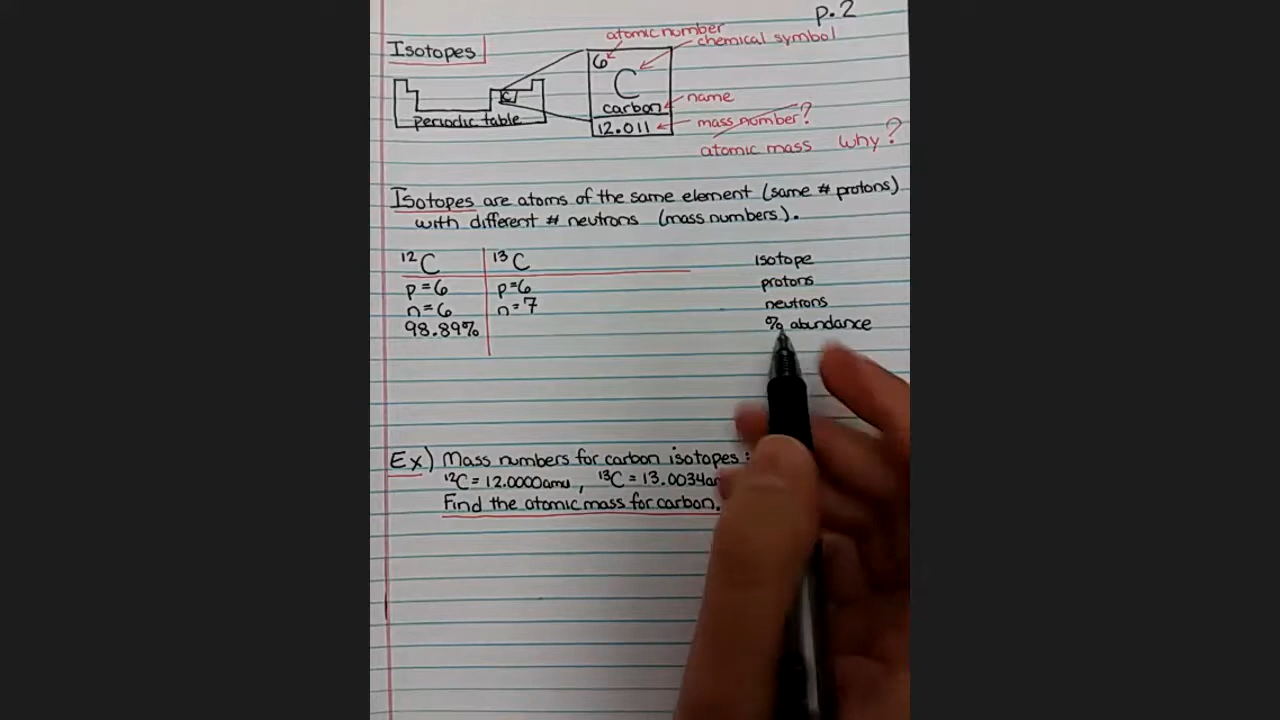 p.2
Isotopes
atomic number
chemical symbol
6
C
carbon
name
12.011
mass number?
atomic mass why?
C
periodic table
Isotopes are atoms of the same element (same # protons)
with different # neutrons (mass numbers).
¹²C ¹³C isotope
p=6 p=6 protons
n=6 n=7 neutrons
98.89% % abundance
Ex) Mass numbers for carbon isotopes:
¹²C = 12.0000amu, ¹³C = 13.0034a
Find the atomic mass for carbon.